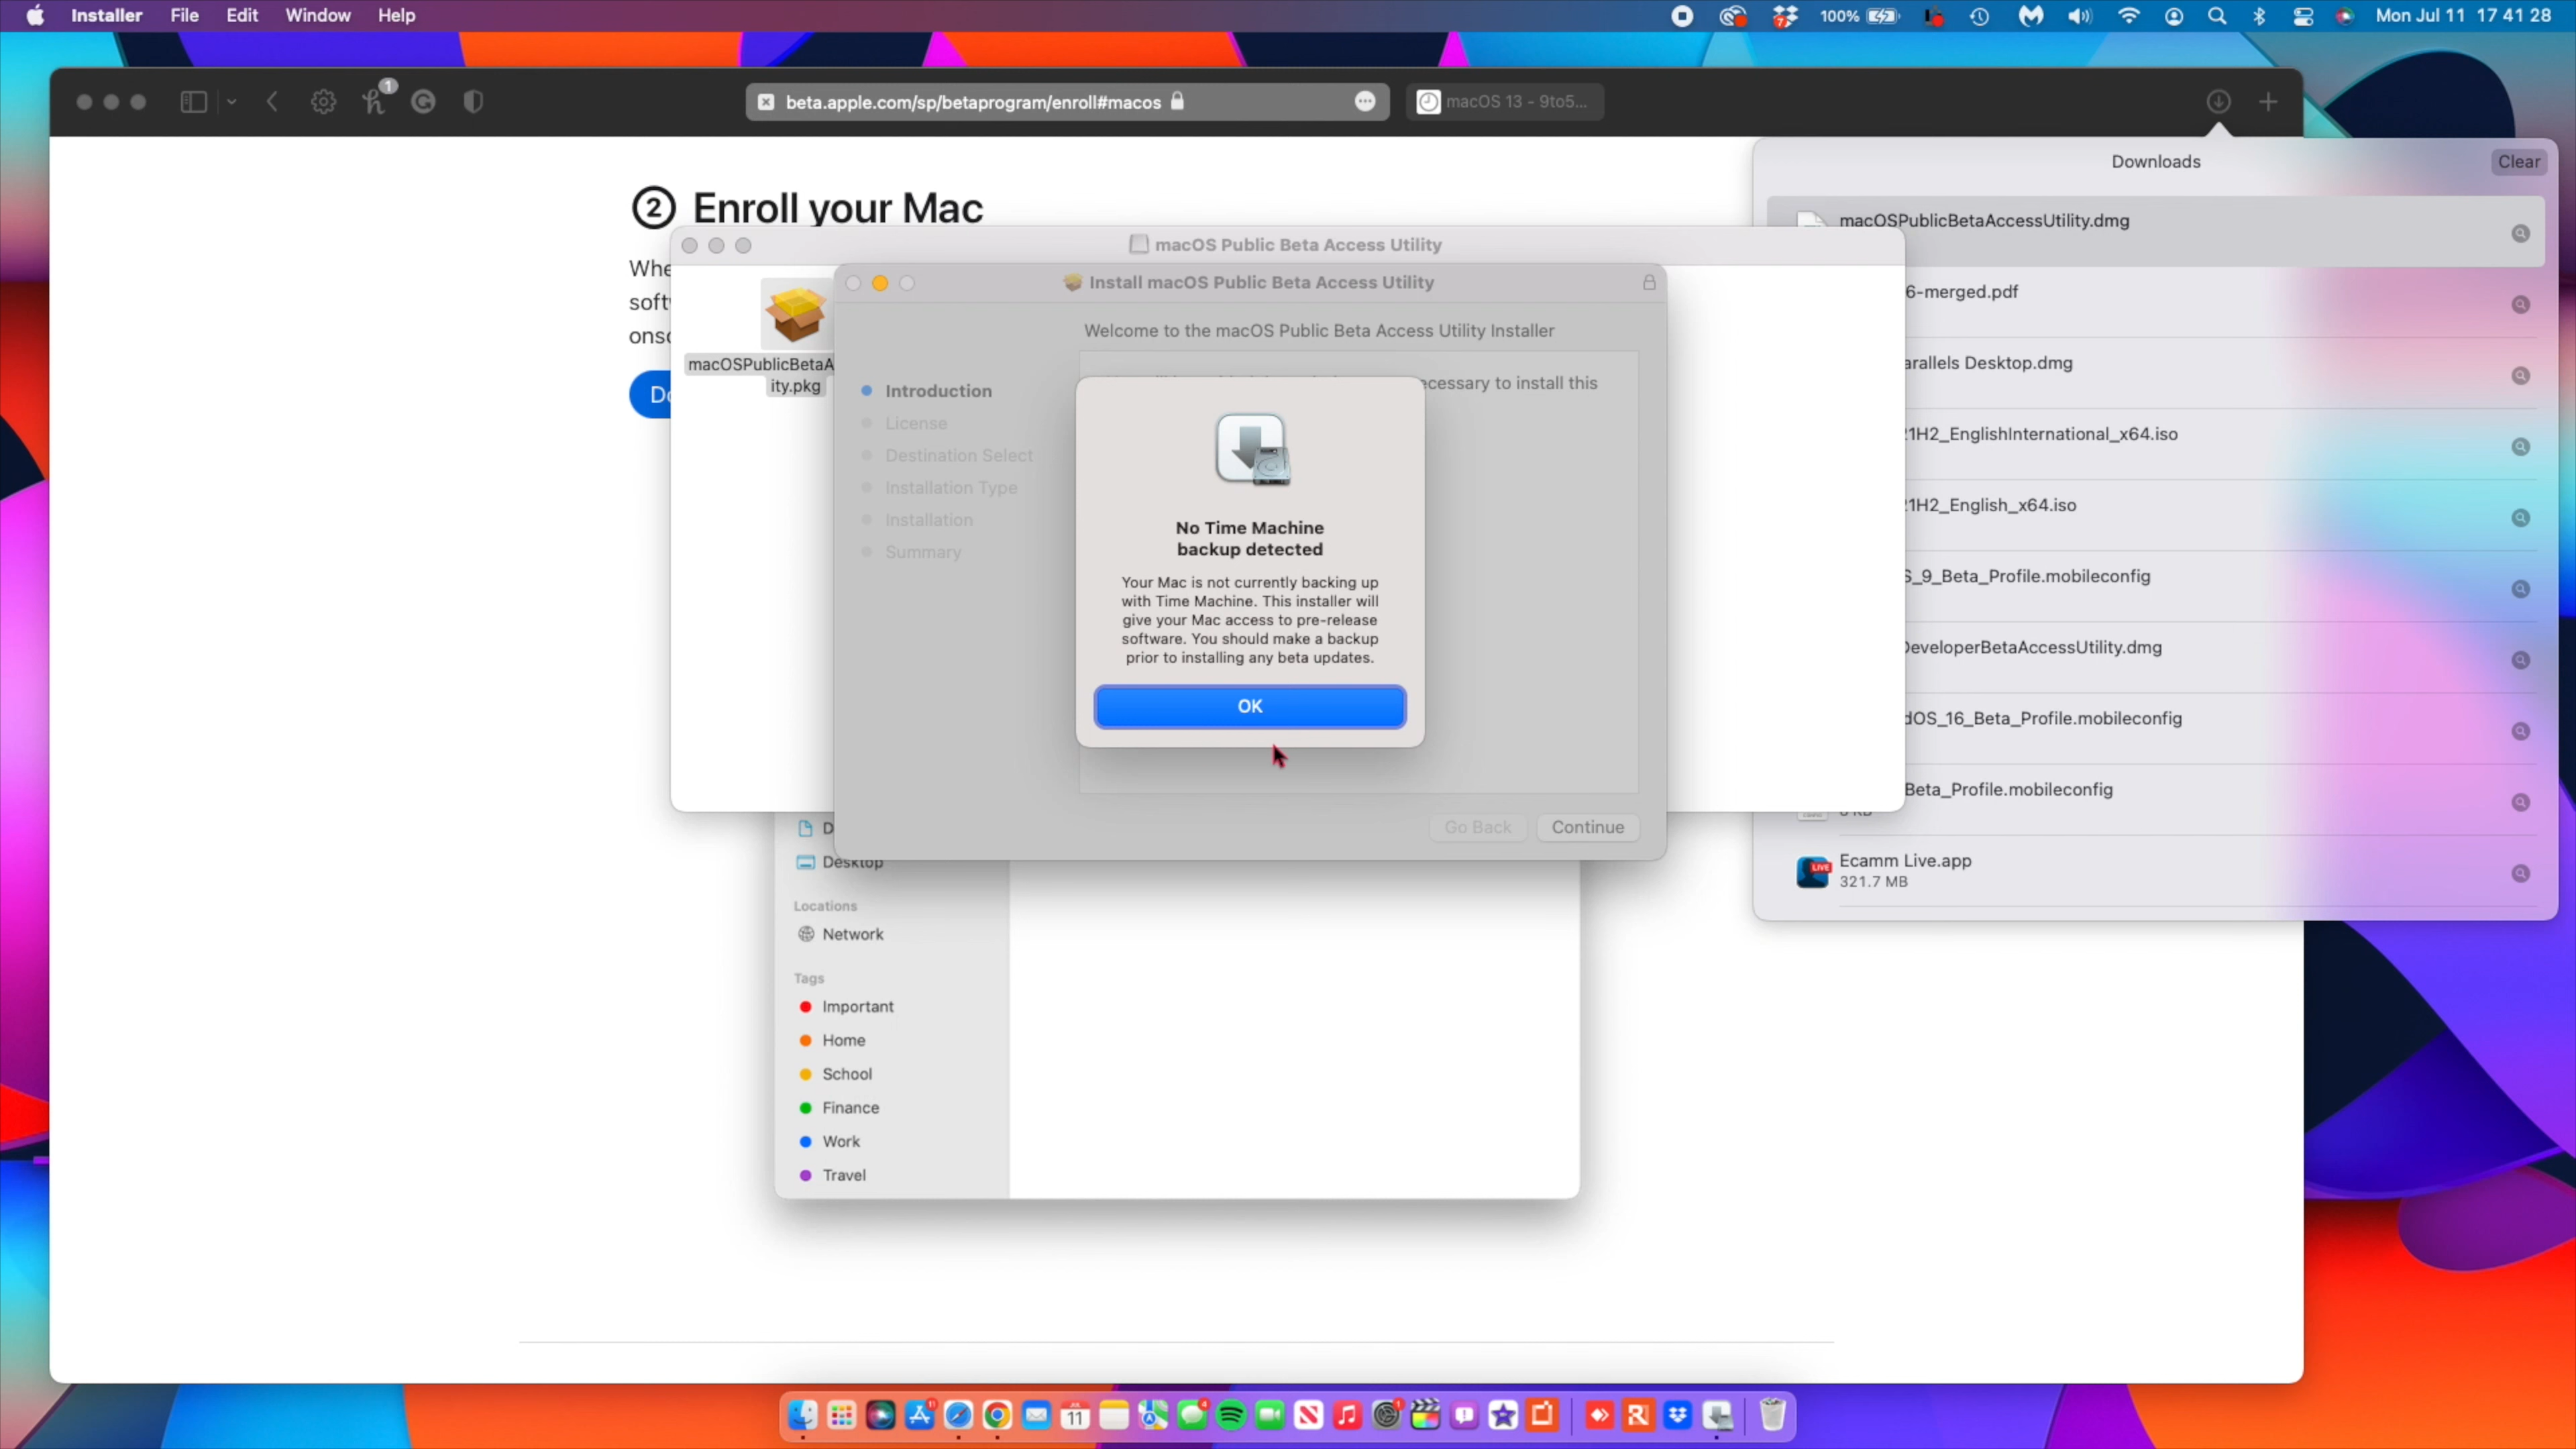 Installer File Edit Window Help
100% Mon Jul 11 17 41 28
7
1
beta.apple.com/sp/betaprogram/enroll#macos
macOS 13 - 9to5...
2 Enroll your Mac
Whe
soft
onsc
Do
Downloads
Clear
macOSPublicBetaAccessUtility.dmg
6-merged.pdf
arallels Desktop.dmg
21H2_EnglishInternational_x64.iso
21H2_English_x64.iso
S_9_Beta_Profile.mobileconfig
DeveloperBetaAccessUtility.dmg
dOS_16_Beta_Profile.mobileconfig
Beta_Profile.mobileconfig
Ecamm Live.app
321.7 MB
macOS Public Beta Access Utility
macOSPublicBetaA
ity.pkg
Install macOS Public Beta Access Utility
Welcome to the macOS Public Beta Access Utility Installer
ecessary to install this
Introduction
License
Destination Select
Installation Type
Installation
Summary
No Time Machine
backup detected
Your Mac is not currently backing up
with Time Machine. This installer will
give your Mac access to pre-release
software. You should make a backup
prior to installing any beta updates.
OK
Go Back
Continue
D
Desktop
Locations
Network
Tags
Important
Home
School
Finance
Work
Travel
LIVE
11